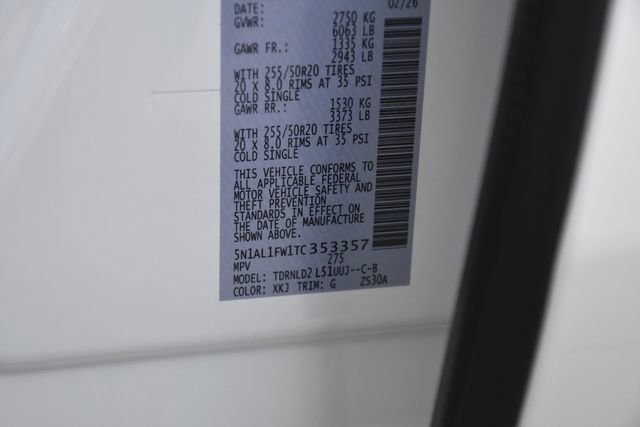 DATE: 02/26
GVWR: 2750 KG
6063 LB
GAWR FR.: 1335 KG
2943 LB
WITH 255/50R20 TIRES
20 x 8.0 RIMS AT 35 PSI
COLD SINGLE
GAWR RR.: 1530 KG
3373 LB
WITH 255/50R20 TIRES
20 x 8.0 RIMS AT 35 PSI
COLD SINGLE
THIS VEHICLE CONFORMS TO
ALL APPLICABLE FEDERAL
MOTOR VEHICLE SAFETY AND
THEFT PREVENTION
STANDARDS IN EFFECT ON
THE DATE OF MANUFACTURE
SHOWN ABOVE.
5N1AL1FW1TC353357
MPV 275
MODEL: TDRNLD2 L51UUJ--C-B
COLOR: XKJ TRIM: G ZS30A